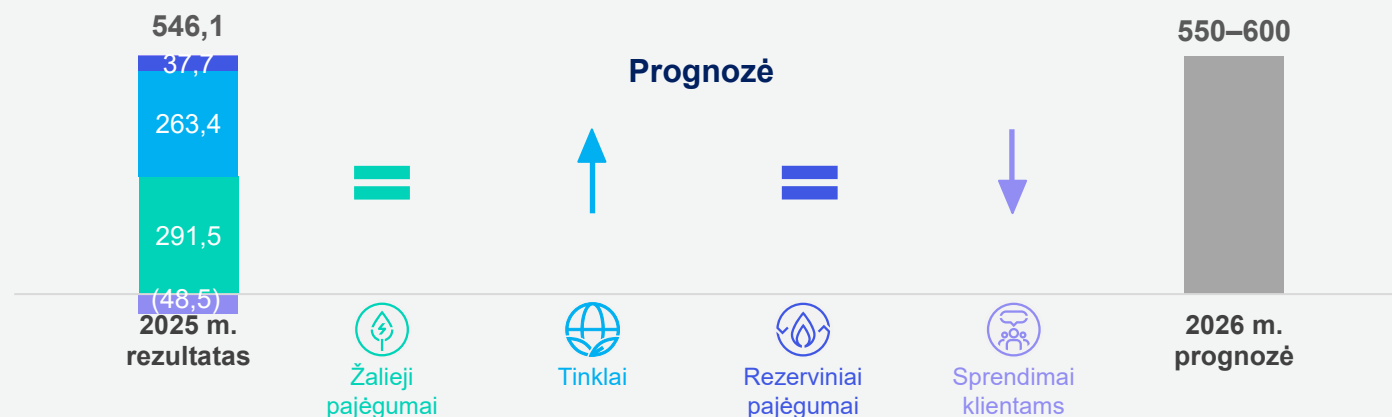 546,1
37,7
263,4
291,5
(48,5)
2025 m.
rezultatas
Prognozė
Žalieji
pajėgumai
Tinklai
Rezerviniai
pajėgumai
Sprendimai
klientams
550–600
2026 m.
prognozė